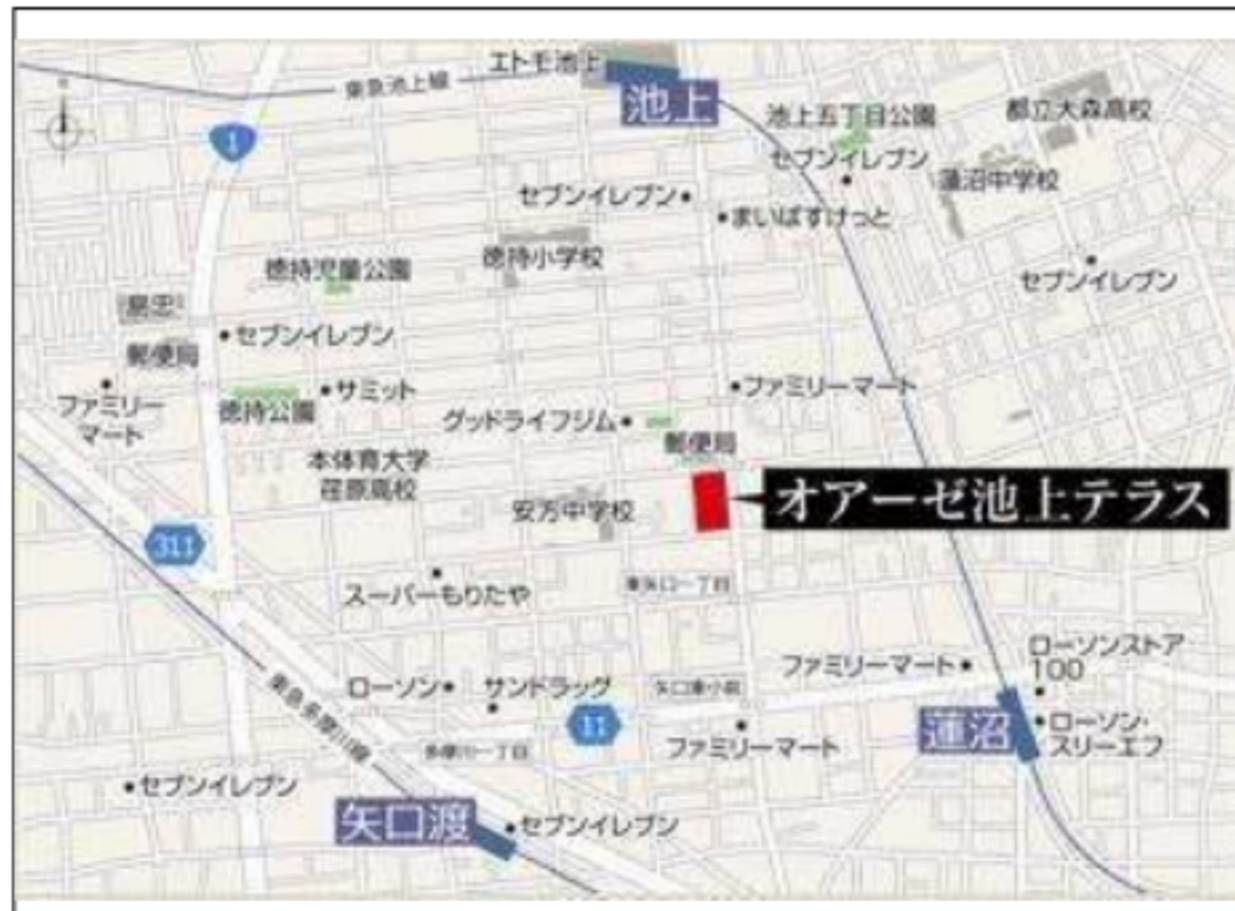 エトモ池上
東急池上線
池上
池上五丁目公園
都立大森高校
1
セブンイレブン
蓮沼中学校
セブンイレブン
まいばすけっと
徳持小学校
徳持児童公園
セブンイレブン
島忠
セブンイレブン
郵便局
サミット
ファミリーマート
ファミリー
マート
徳持公園
グッドライフジム
郵便局
本体育大学
荏原高校
オアーゼ池上テラス
安方中学校
311
東矢口一丁目
スーパーもりたや
ローソンストア
100
ファミリーマート
東急多摩川線
ローソン
サンドラッグ
矢口東小前
11
蓮沼
ローソン・
スリーエフ
ファミリーマート
多摩川一丁目
セブンイレブン
矢口渡
セブンイレブン